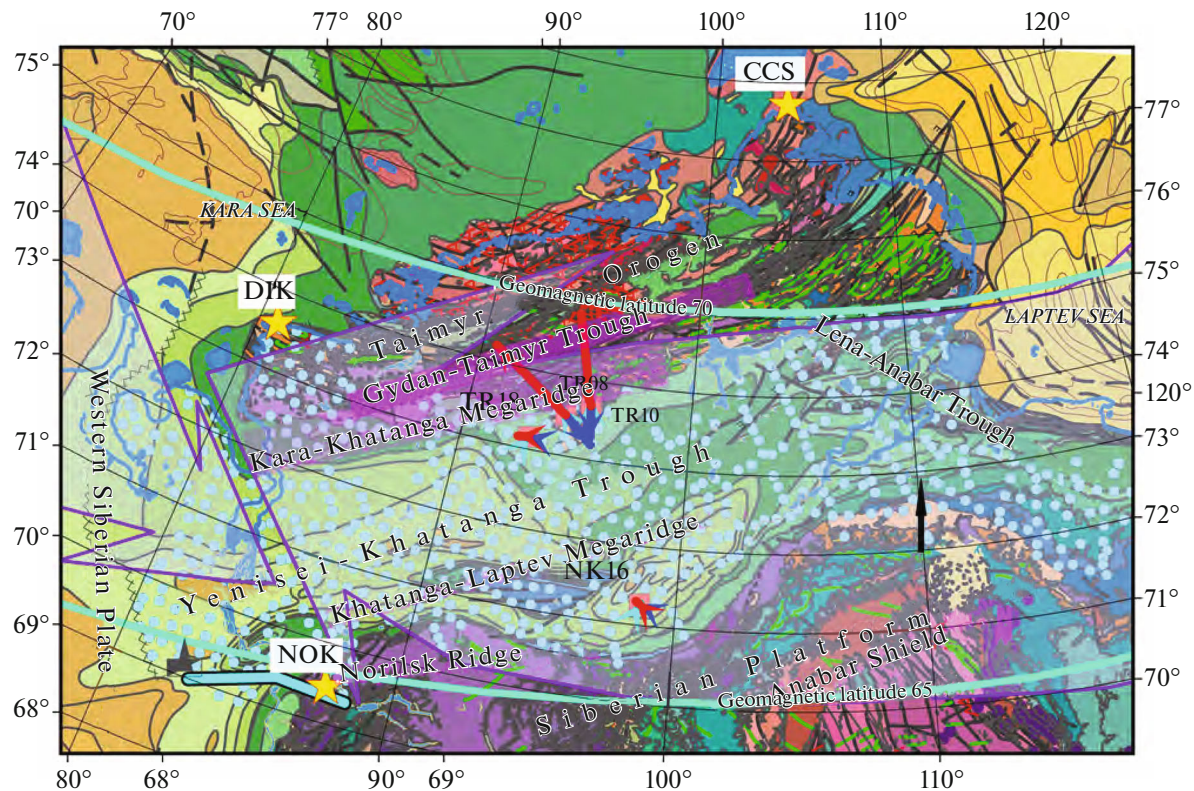 70° 77° 80° 90° 100° 110° 120°
75°
74°
70°
73°
72°
71°
70°
69°
68°
77°
76°
75°
74°
120°
73°
72°
71°
70°
80° 68° 90° 69° 100° 110°
CCS
KARA SEA
DIK
Taimyr Orogen
Geomagnetic latitude 70
LAPTEV SEA
Gydan-Taimyr Trough
Lena-Anabar Trough
TR98
TR18
TR10
Kara-Khatanga Megaridge
Western Siberian Plate
Yenisei-Khatanga Trough
Khatanga-Laptev Megaridge
NK16
NOK
Norilsk Ridge
Siberian Platform
Anabar Shield
Geomagnetic latitude 65